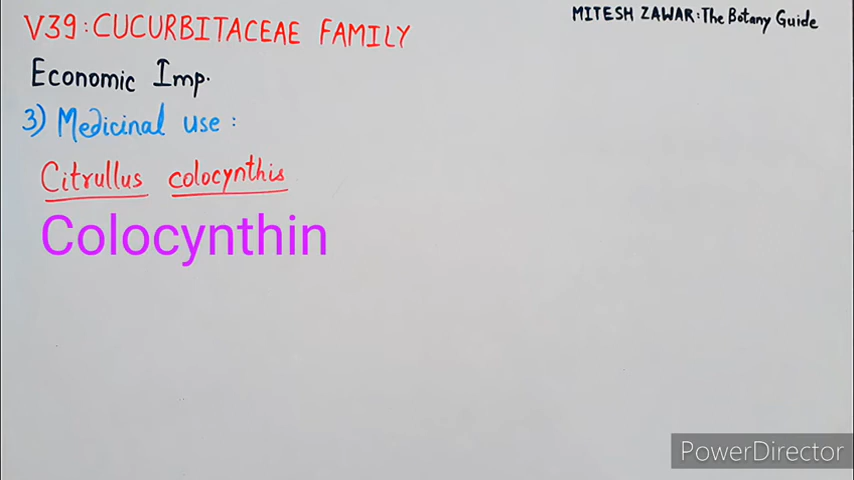 MITESH ZAWAR: The Botany Guide
V39: CUCURBITACEAE FAMILY
Economic Imp.
3) Medicinal use :
Citrullus colocynthis
Colocynthin
PowerDirector